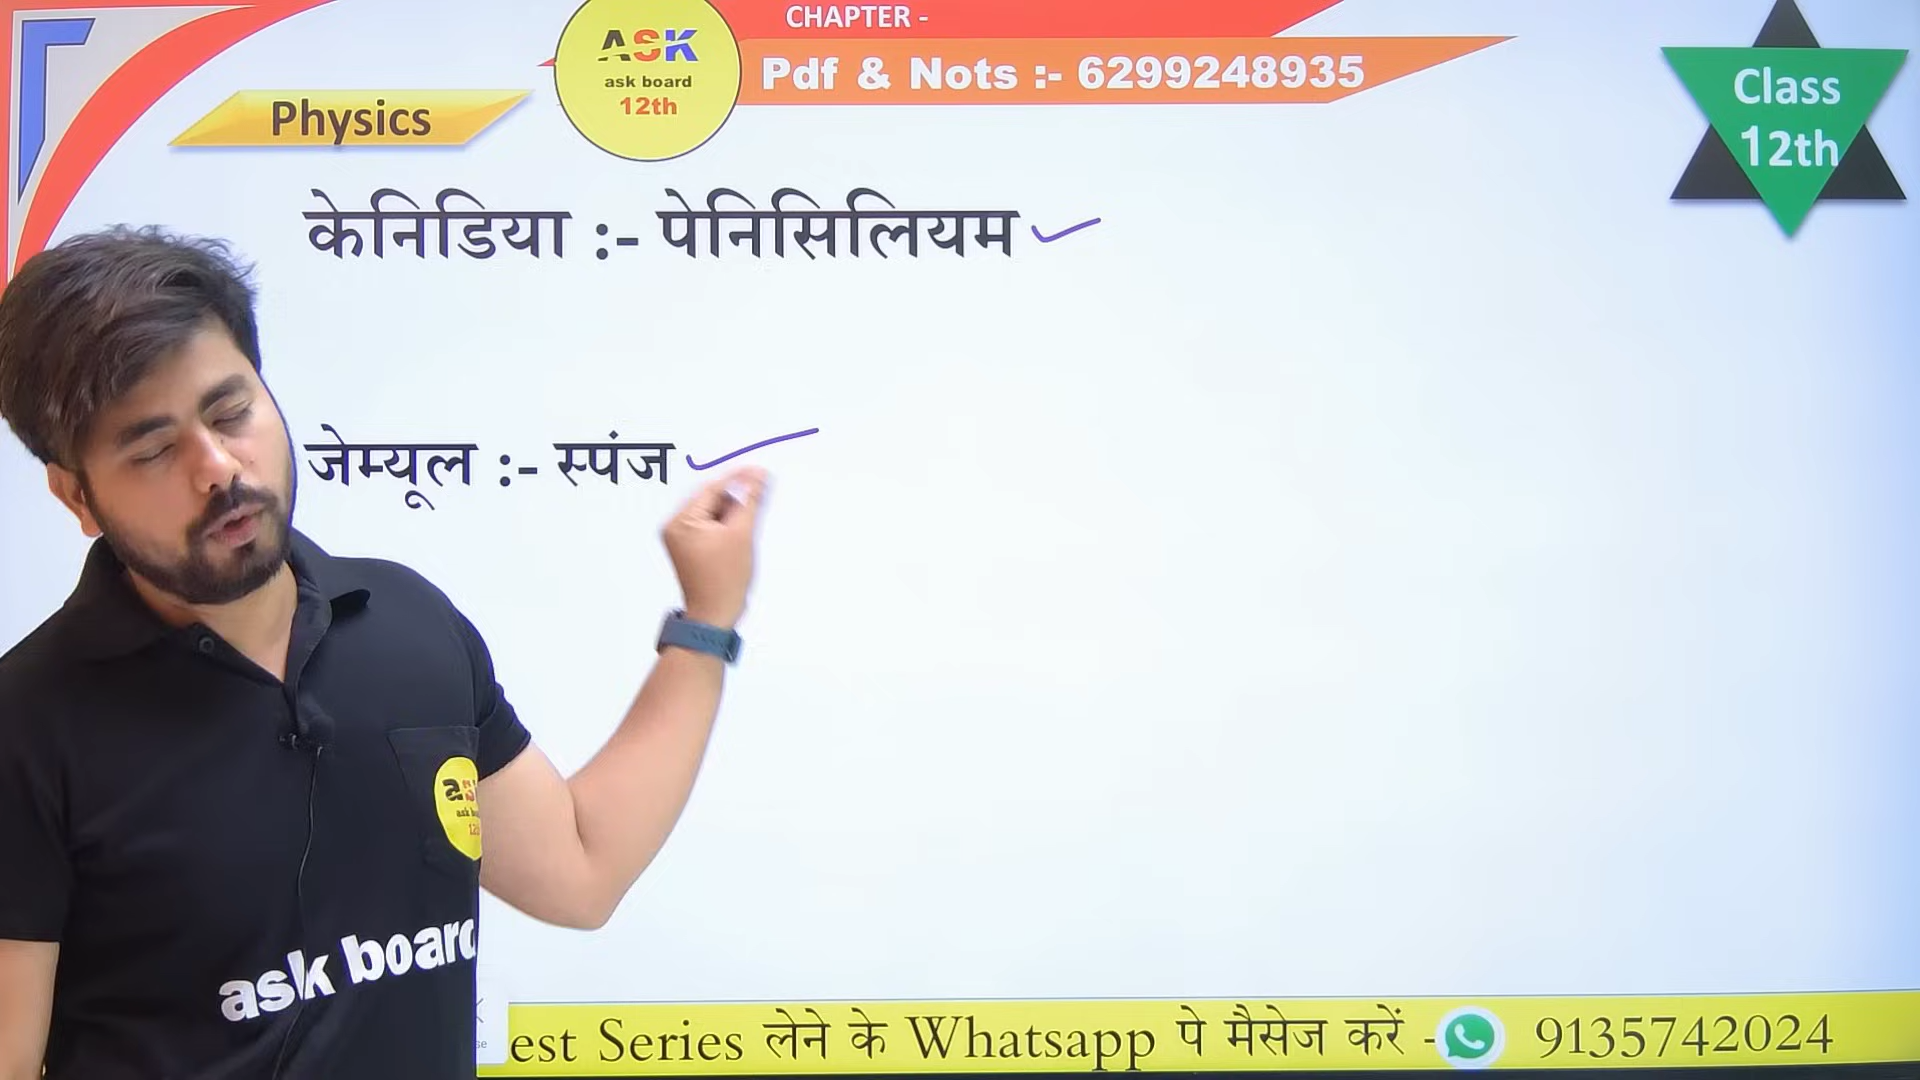 CHAPTER -
ASK
ask board
12th
Pdf & Nots :- 6299248935
Class
12th
Physics
केनिडिया :- पेनिसिलियम
जेम्यूल :- स्पंज
ask board
est Series लेने के Whatsapp पे मैसेज करें - 9135742024